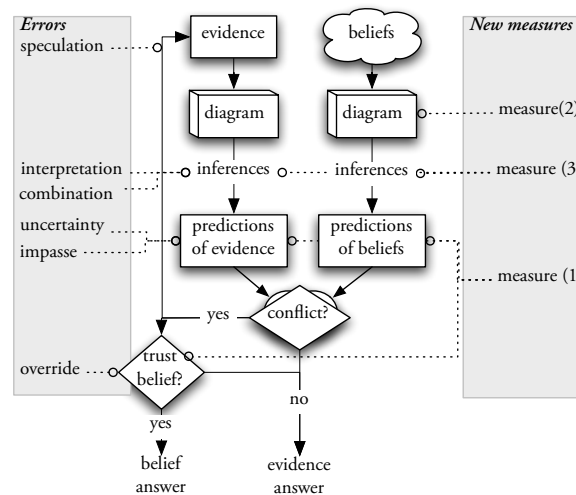 Errors
evidence
beliefs
New measures
speculation
diagram
diagram
measure(2)
interpretation
inferences
inferences
measure (3
combination
uncertainty
predictions
of evidence
predictions
of beliefs
impasse
measure (1
yes
conflict?
override
trust
belief?
no
yes
belief
answer
evidence
answer